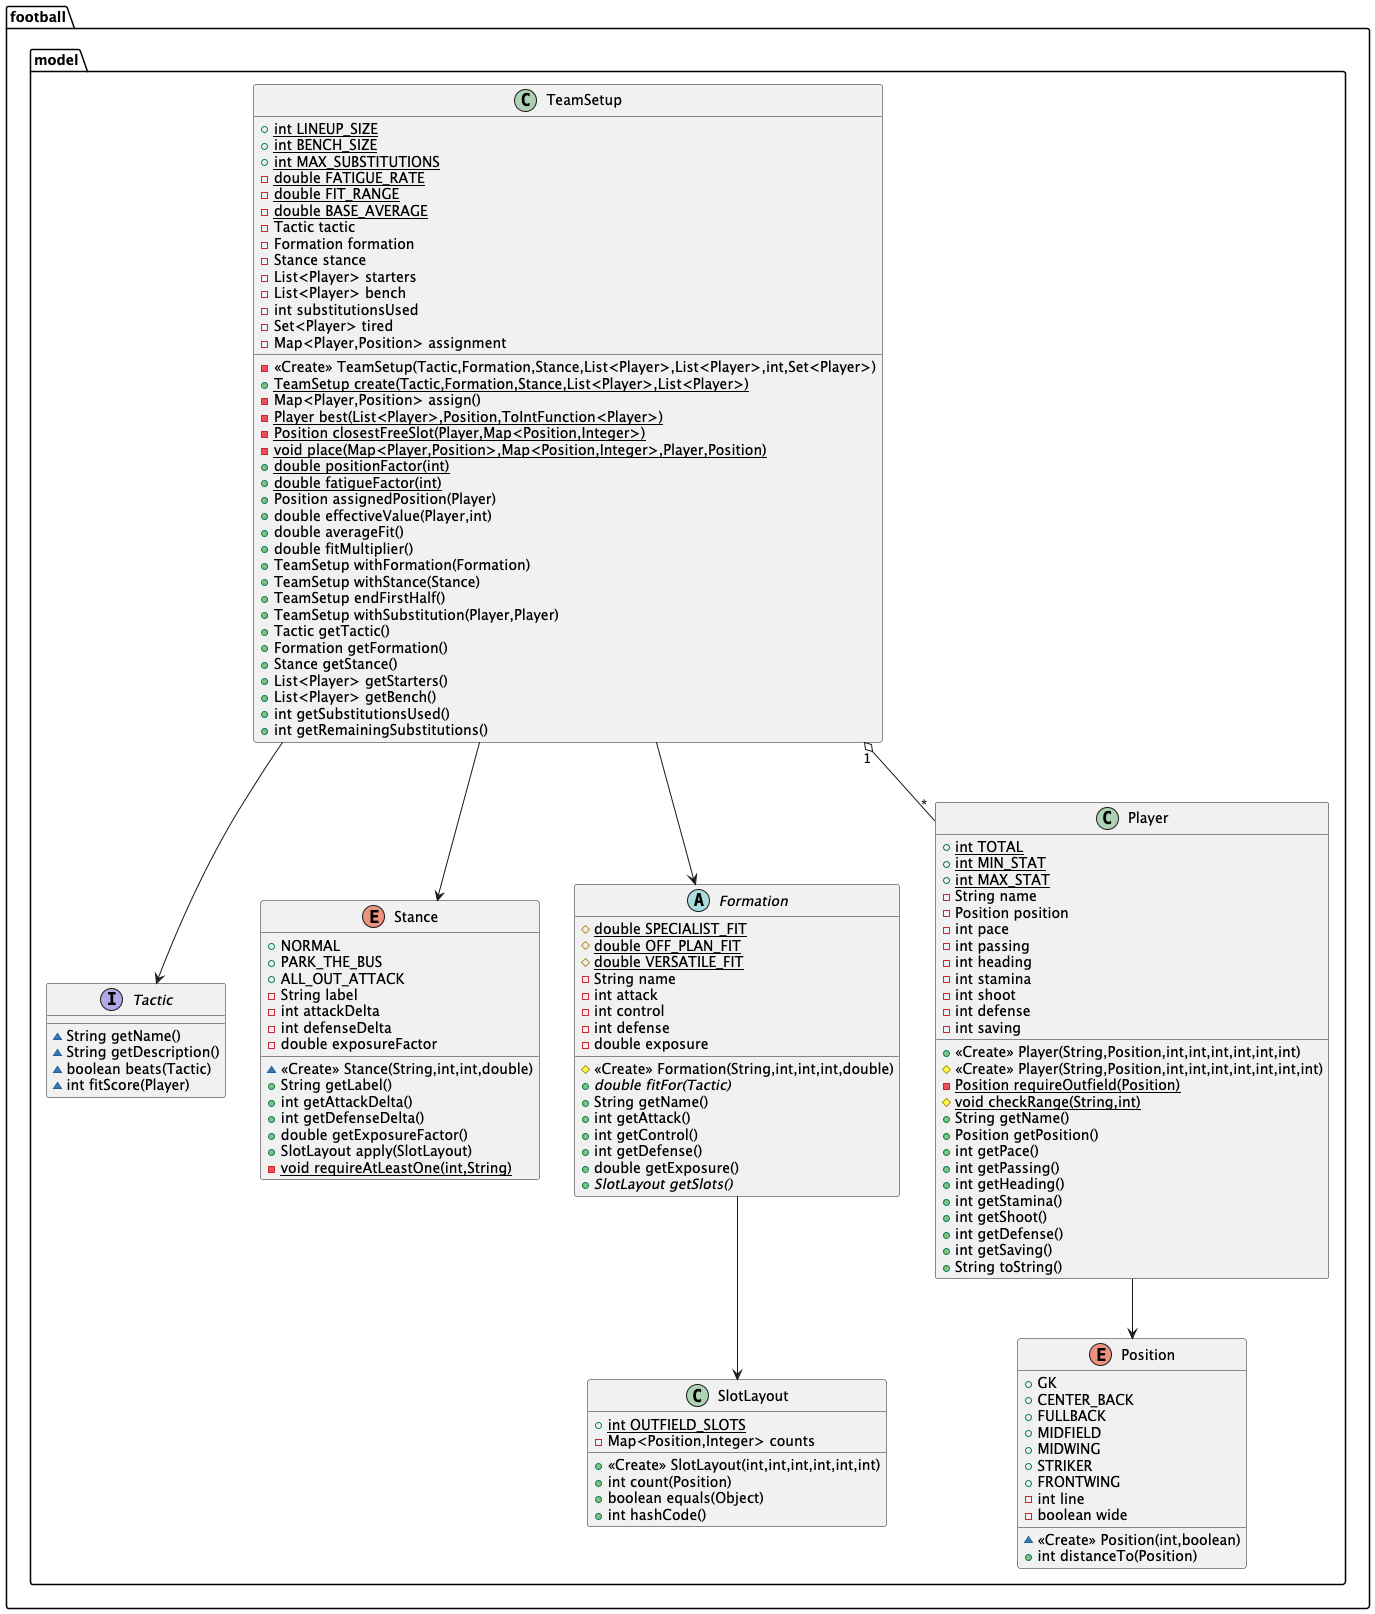 football
model
C TeamSetup
int LINEUP_SIZE
int BENCH_SIZE
int MAX_SUBSTITUTIONS
double FATIGUE_RATE
double FIT_RANGE
double BASE_AVERAGE
Tactic tactic
Formation formation
Stance stance
List<Player> starters
List<Player> bench
int substitutionsUsed
Set<Player> tired
Map<Player,Position> assignment
«Create» TeamSetup(Tactic,Formation,Stance,List<Player>,List<Player>,int,Set<Player>)
TeamSetup create(Tactic,Formation,Stance,List<Player>,List<Player>)
Map<Player,Position> assign()
Player best(List<Player>,Position,ToIntFunction<Player>)
Position closestFreeSlot(Player,Map<Position,Integer>)
void place(Map<Player,Position>,Map<Position,Integer>,Player,Position)
double positionFactor(int)
double fatigueFactor(int)
Position assignedPosition(Player)
double effectiveValue(Player,int)
double averageFit()
double fitMultiplier()
TeamSetup withFormation(Formation)
TeamSetup withStance(Stance)
TeamSetup endFirstHalf()
TeamSetup withSubstitution(Player,Player)
Tactic getTactic()
Formation getFormation()
Stance getStance()
List<Player> getStarters()
List<Player> getBench()
int getSubstitutionsUsed()
int getRemainingSubstitutions()
1
*
I Tactic
String getName()
String getDescription()
boolean beats(Tactic)
int fitScore(Player)
E Stance
NORMAL
PARK_THE_BUS
ALL_OUT_ATTACK
String label
int attackDelta
int defenseDelta
double exposureFactor
«Create» Stance(String,int,int,double)
String getLabel()
int getAttackDelta()
int getDefenseDelta()
double getExposureFactor()
SlotLayout apply(SlotLayout)
void requireAtLeastOne(int,String)
A Formation
double SPECIALIST_FIT
double OFF_PLAN_FIT
double VERSATILE_FIT
String name
int attack
int control
int defense
double exposure
«Create» Formation(String,int,int,int,double)
double fitFor(Tactic)
String getName()
int getAttack()
int getControl()
int getDefense()
double getExposure()
SlotLayout getSlots()
C Player
int TOTAL
int MIN_STAT
int MAX_STAT
String name
Position position
int pace
int passing
int heading
int stamina
int shoot
int defense
int saving
«Create» Player(String,Position,int,int,int,int,int,int)
«Create» Player(String,Position,int,int,int,int,int,int,int)
Position requireOutfield(Position)
void checkRange(String,int)
String getName()
Position getPosition()
int getPace()
int getPassing()
int getHeading()
int getStamina()
int getShoot()
int getDefense()
int getSaving()
String toString()
C SlotLayout
int OUTFIELD_SLOTS
Map<Position,Integer> counts
«Create» SlotLayout(int,int,int,int,int,int)
int count(Position)
boolean equals(Object)
int hashCode()
E Position
GK
CENTER_BACK
FULLBACK
MIDFIELD
MIDWING
STRIKER
FRONTWING
int line
boolean wide
«Create» Position(int,boolean)
int distanceTo(Position)